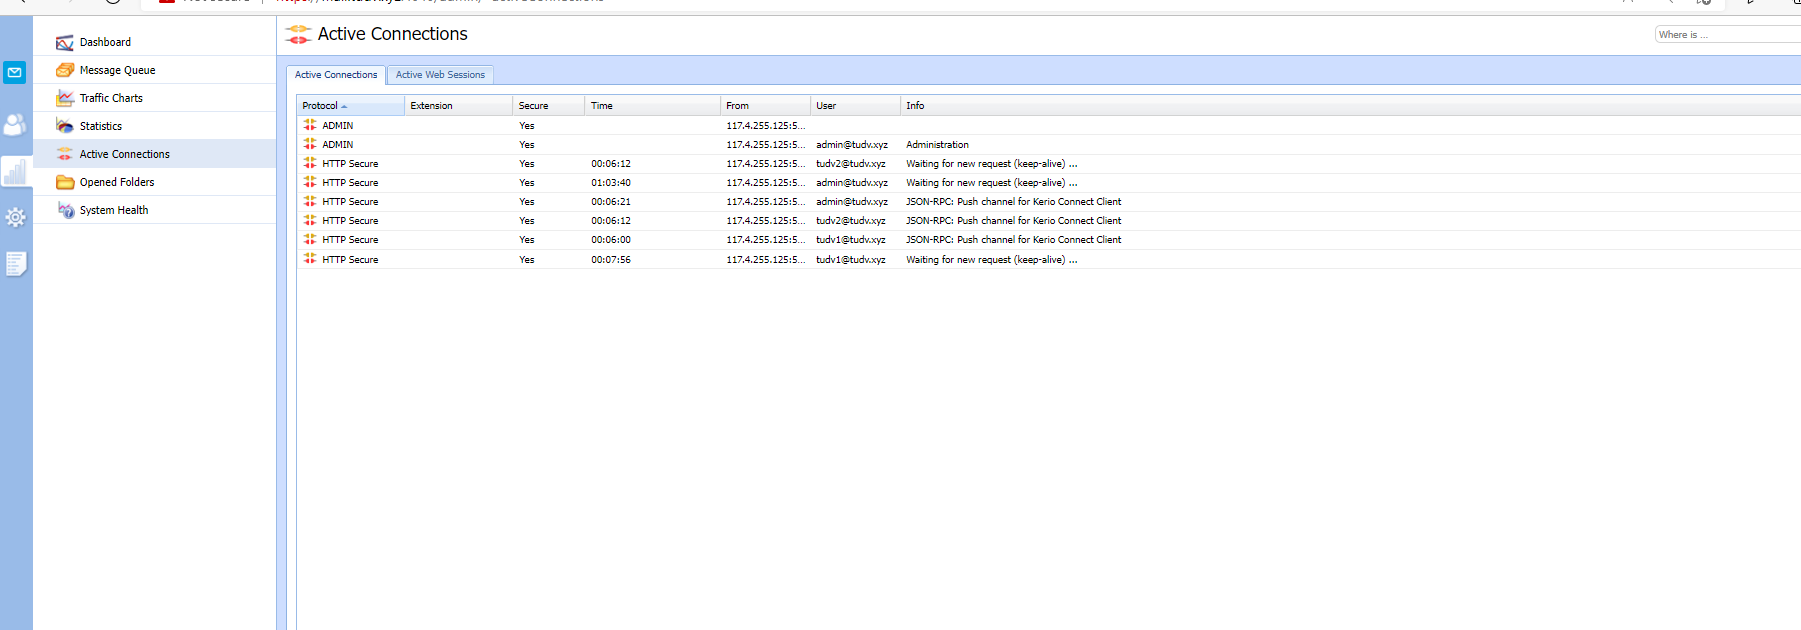 Active Connections
Where is ...
Dashboard
Message Queue
Traffic Charts
Statistics
Active Connections
Opened Folders
System Health
Active Connections Active Web Sessions
Protocol Extension Secure Time From User Info
ADMIN Yes 117.4.255.125:5...
ADMIN Yes 117.4.255.125:5... admin@tudv.xyz Administration
HTTP Secure Yes 00:06:12 117.4.255.125:5... tudv2@tudv.xyz Waiting for new request (keep-alive) ...
HTTP Secure Yes 01:03:40 117.4.255.125:5... admin@tudv.xyz Waiting for new request (keep-alive) ...
HTTP Secure Yes 00:06:21 117.4.255.125:5... admin@tudv.xyz JSON-RPC: Push channel for Kerio Connect Client
HTTP Secure Yes 00:06:12 117.4.255.125:5... tudv2@tudv.xyz JSON-RPC: Push channel for Kerio Connect Client
HTTP Secure Yes 00:06:00 117.4.255.125:5... tudv1@tudv.xyz JSON-RPC: Push channel for Kerio Connect Client
HTTP Secure Yes 00:07:56 117.4.255.125:5... tudv1@tudv.xyz Waiting for new request (keep-alive) ...